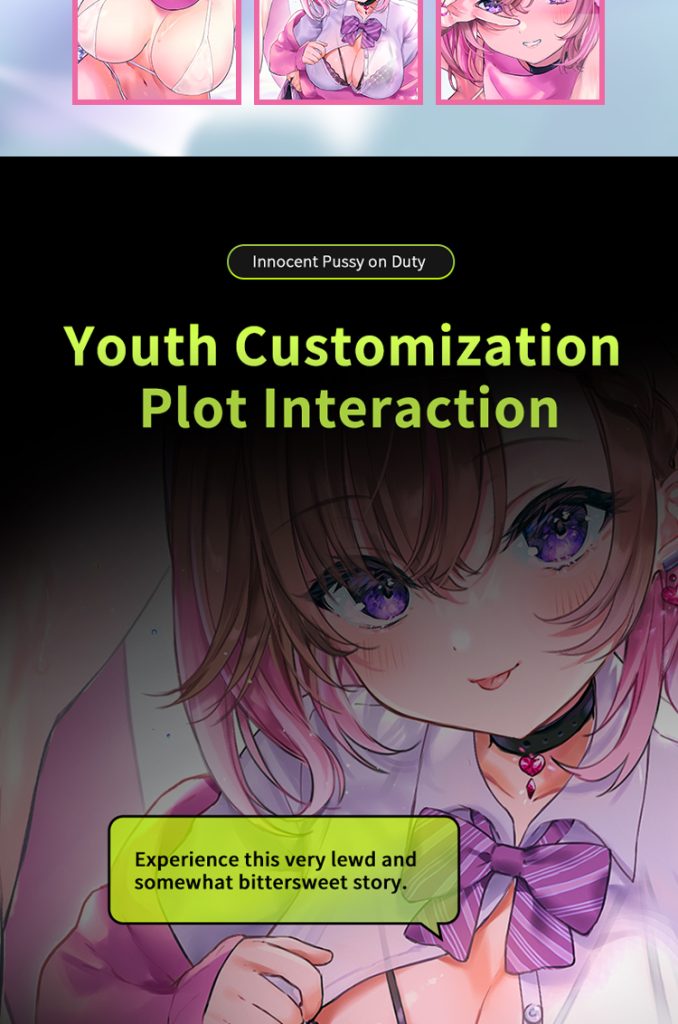 Innocent Pussy on Duty
Youth Customization
Plot Interaction
Experience this very lewd and
somewhat bittersweet story.